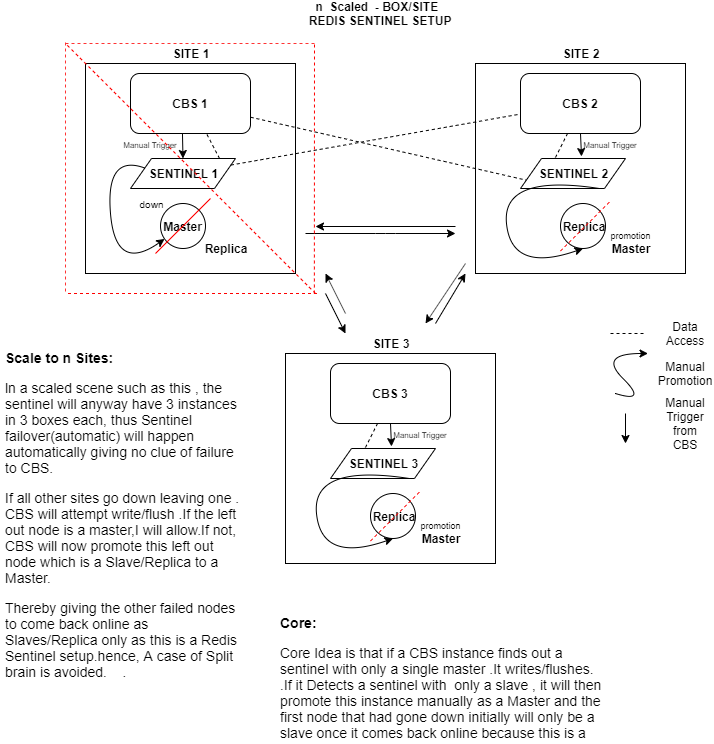 n Scaled - BOX/SITE
REDIS SENTINEL SETUP
SITE 1
CBS 1
Manual Trigger
SENTINEL 1
down
Master
Replica
SITE 2
CBS 2
Manual Trigger
SENTINEL 2
Replica
promotion
Master
SITE 3
CBS 3
Manual Trigger
SENTINEL 3
Replica
promotion
Master
Data
Access
Manual
Promotion
Manual
Trigger
from
CBS
Scale to n Sites:
In a scaled scene such as this , the
sentinel will anyway have 3 instances
in 3 boxes each, thus Sentinel
failover(automatic) will happen
automatically giving no clue of failure
to CBS.
If all other sites go down leaving one .
CBS will attempt write/flush .If the left
out node is a master,I will allow.If not,
CBS will now promote this left out
node which is a Slave/Replica to a
Master.
Thereby giving the other failed nodes
to come back online as
Slaves/Replica only as this is a Redis
Sentinel setup.hence, A case of Split
brain is avoided. .
Core:
Core Idea is that if a CBS instance finds out a
sentinel with only a single master .It writes/flushes.
.If it Detects a sentinel with only a slave , it will then
promote this instance manually as a Master and the
first node that had gone down initially will only be a
slave once it comes back online because this is a